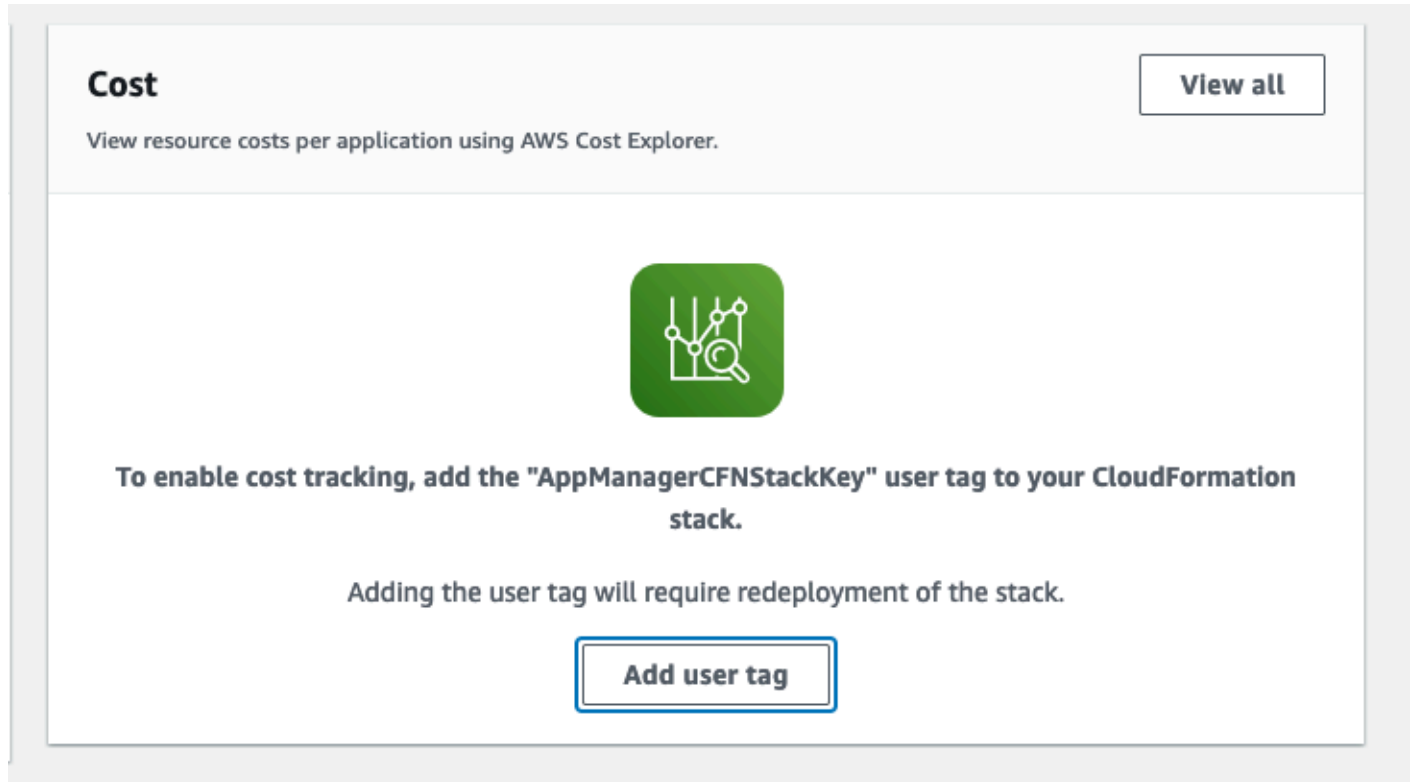 Cost
View all
View resource costs per application using AWS Cost Explorer.
To enable cost tracking, add the "AppManagerCFNStackKey" user tag to your CloudFormation
stack.
Adding the user tag will require redeployment of the stack.
Add user tag